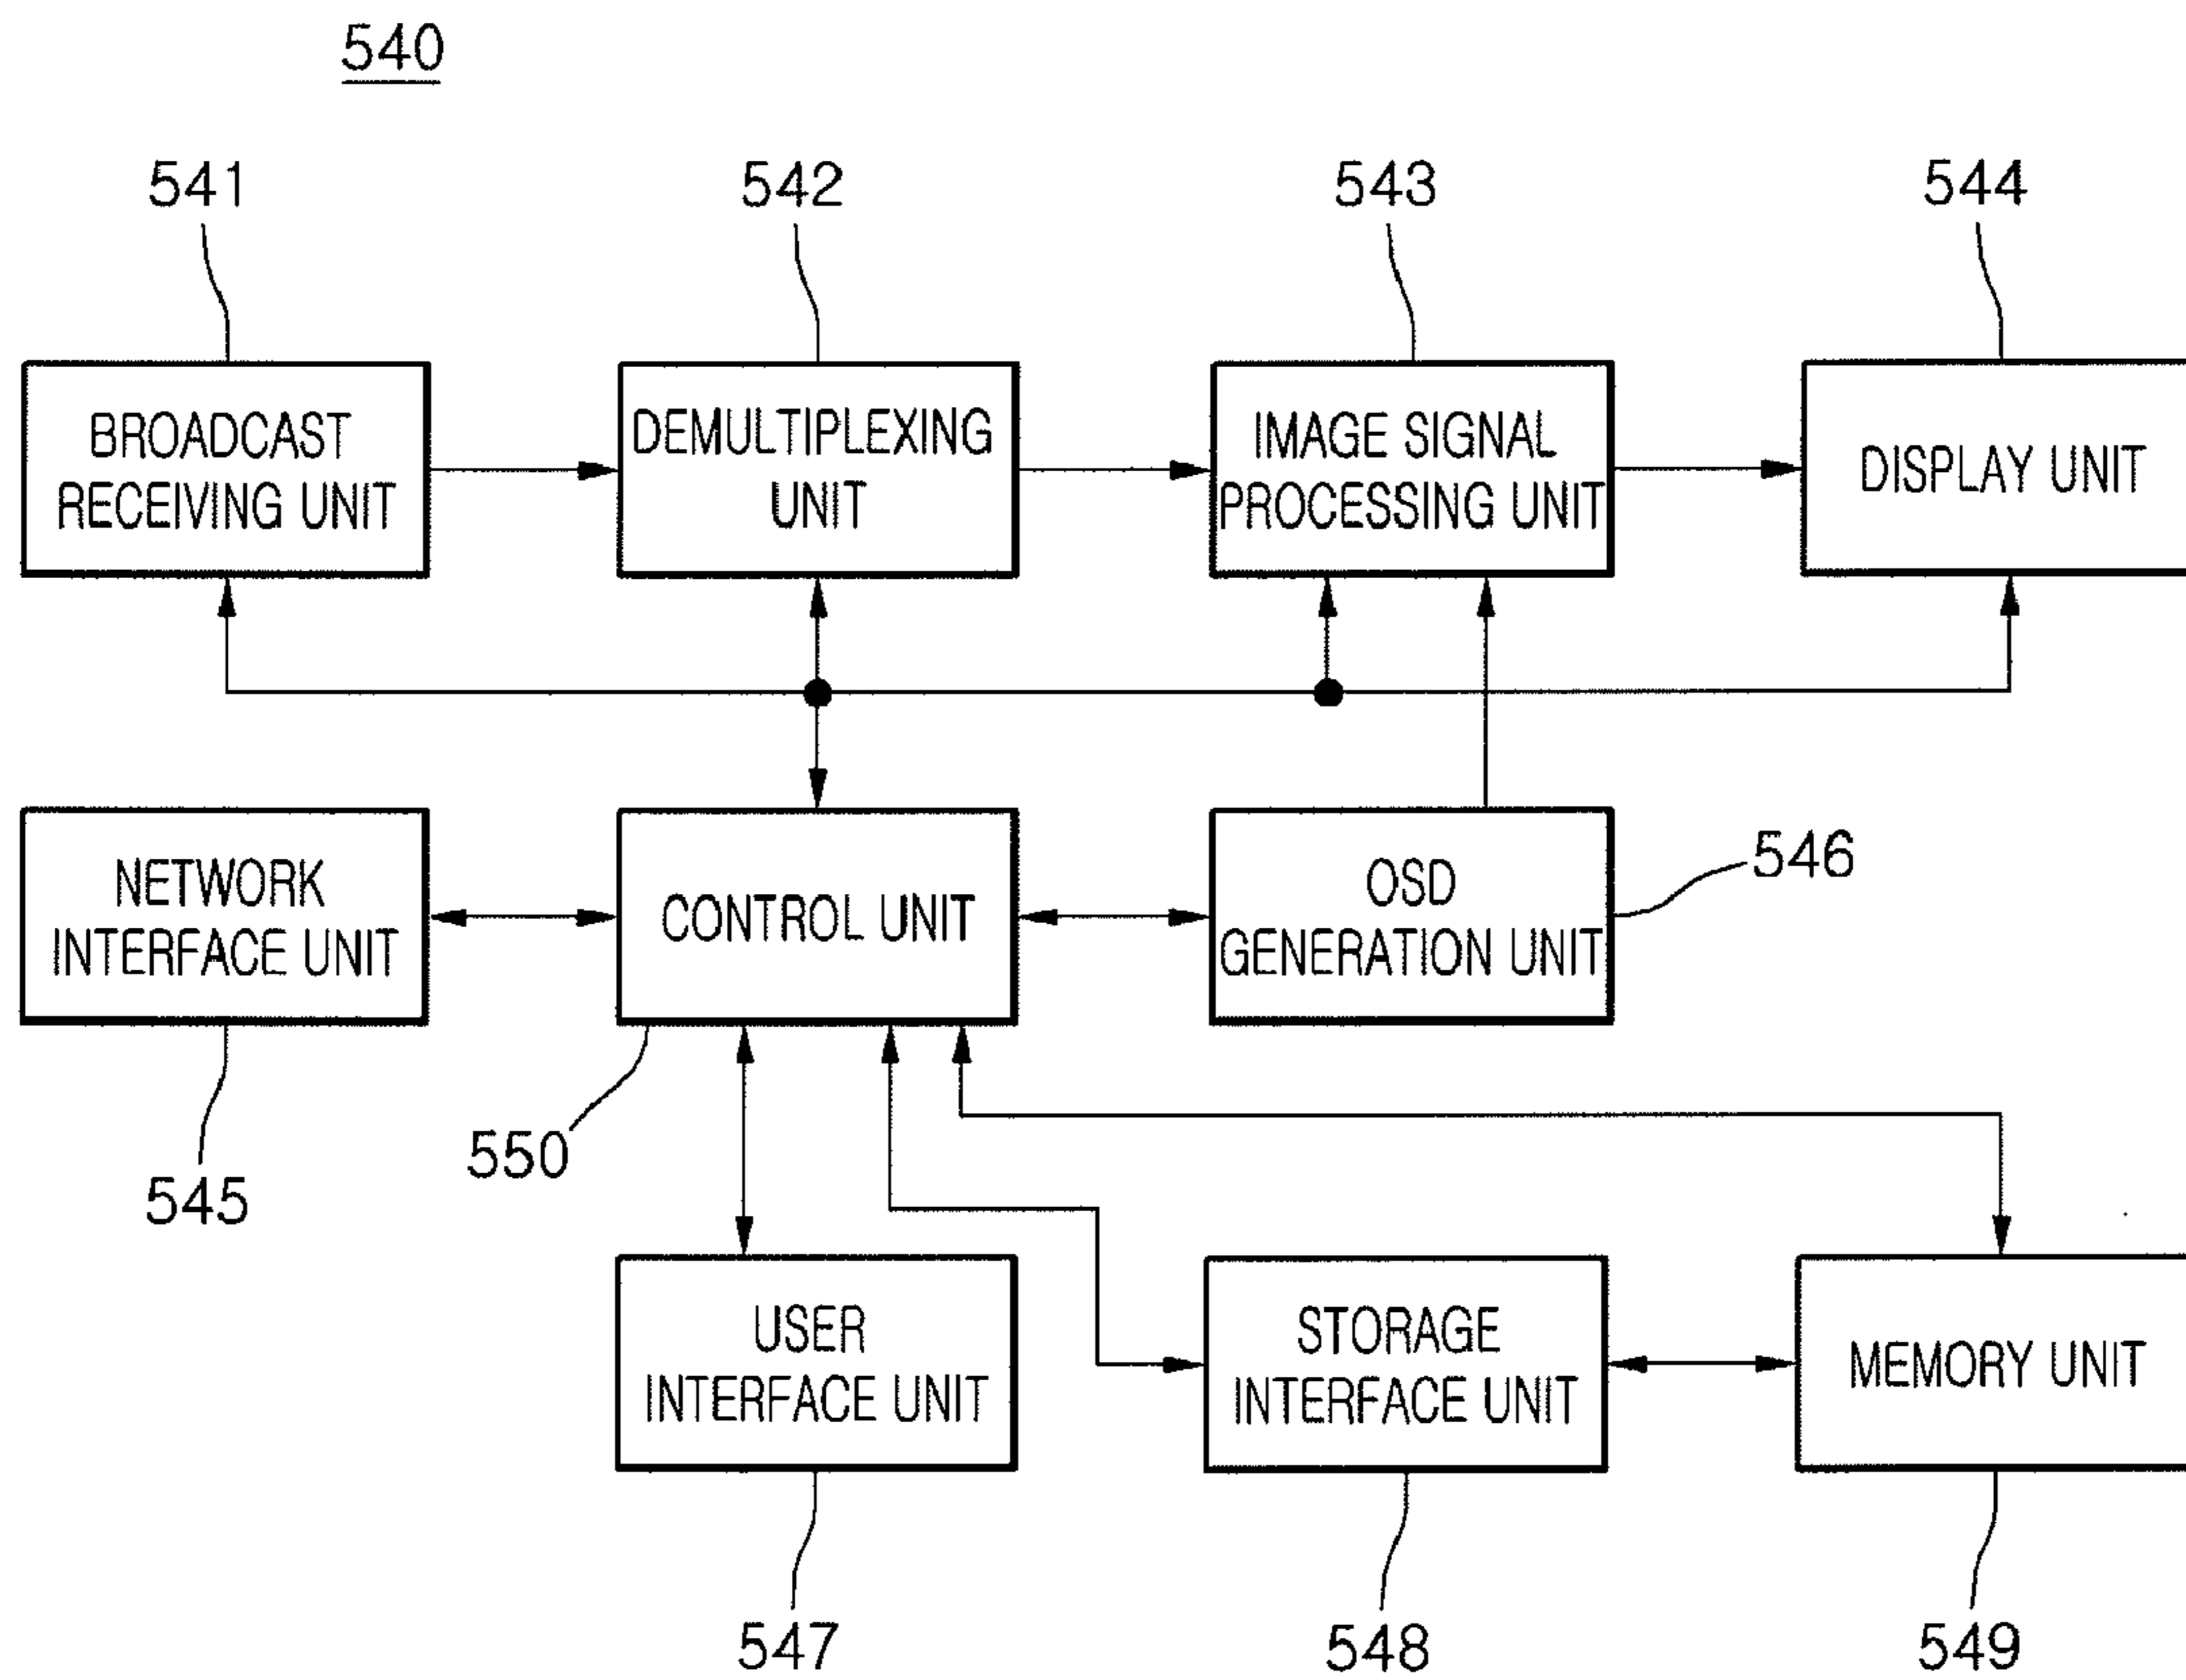 540
541
542
543
544
BROADCAST
RECEIVING UNIT
DEMULTIPLEXING
UNIT
IMAGE SIGNAL
PROCESSING UNIT
DISPLAY UNIT
NETWORK
INTERFACE UNIT
CONTROL UNIT
OSD
GENERATION UNIT
546
545
550
USER
INTERFACE UNIT
STORAGE
INTERFACE UNIT
MEMORY UNIT
547
548
549